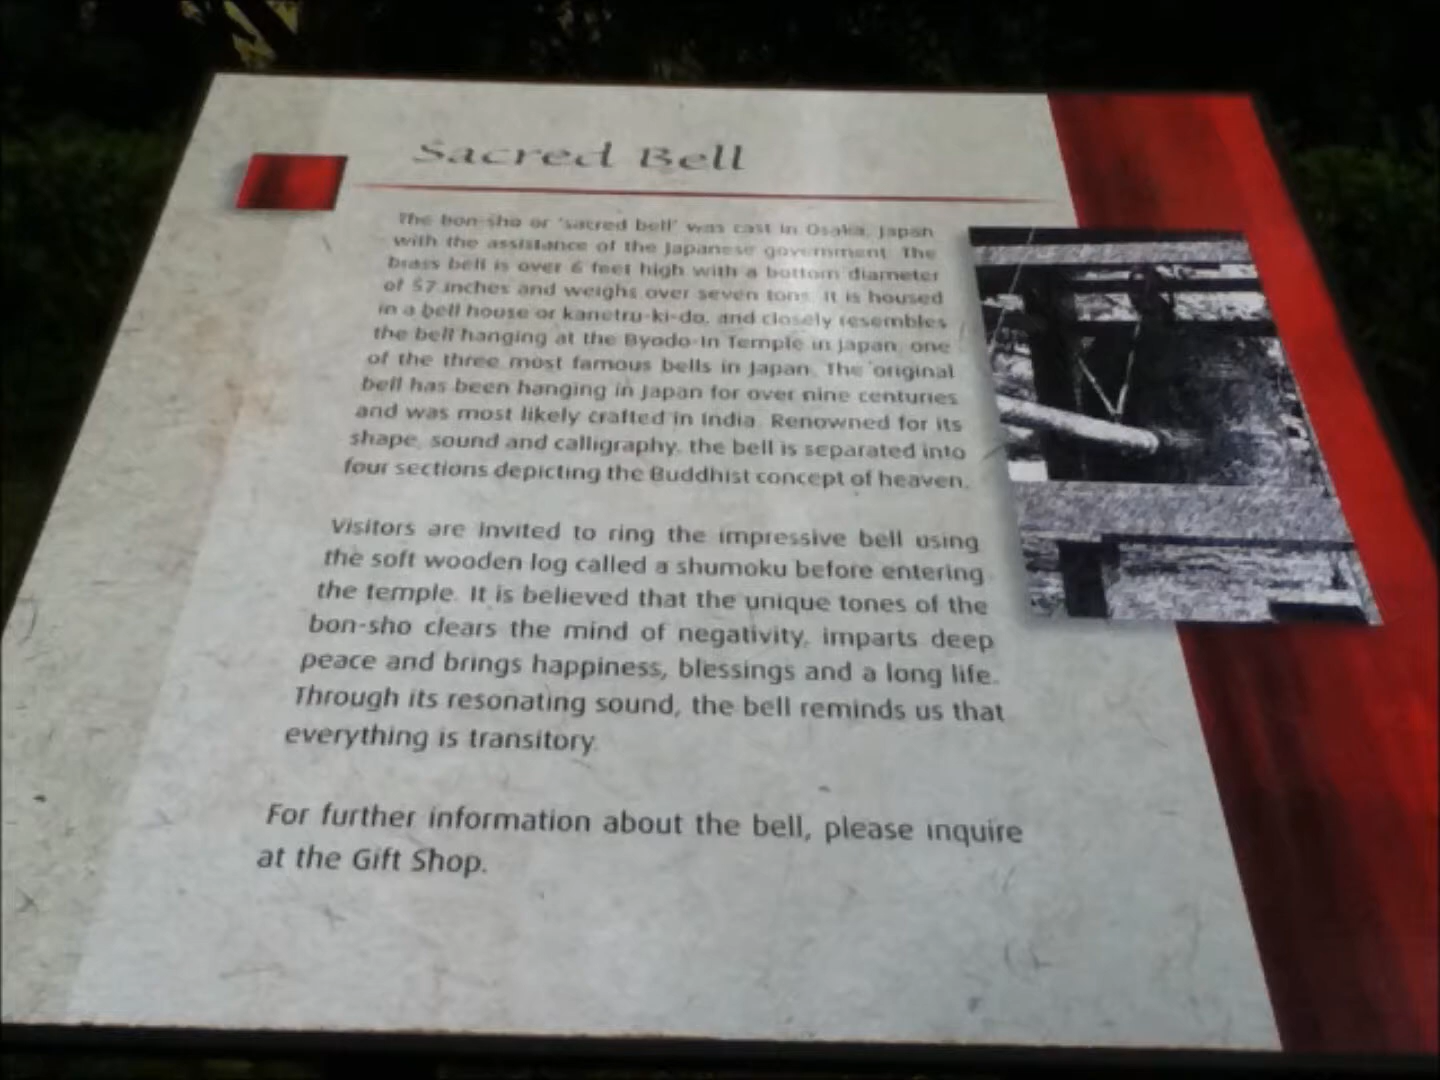 Sacred Bell
The bon-sho or 'sacred bell' was cast in Osaka, Japan
with the assistance of the Japanese government. The
brass bell is over 6 feet high with a bottom diameter
of 57 inches and weighs over seven tons. It is housed
in a bell house or kanetru-ki-do, and closely resembles
the bell hanging at the Byodo-In Temple in Japan, one
of the three most famous bells in Japan. The original
bell has been hanging in Japan for over nine centuries
and was most likely crafted in India. Renowned for its
shape, sound and calligraphy, the bell is separated into
four sections depicting the Buddhist concept of heaven.
Visitors are invited to ring the impressive bell using
the soft wooden log called a shumoku before entering
the temple. It is believed that the unique tones of the
bon-sho clears the mind of negativity, imparts deep
peace and brings happiness, blessings and a long life.
Through its resonating sound, the bell reminds us that
everything is transitory.
For further information about the bell, please inquire
at the Gift Shop.